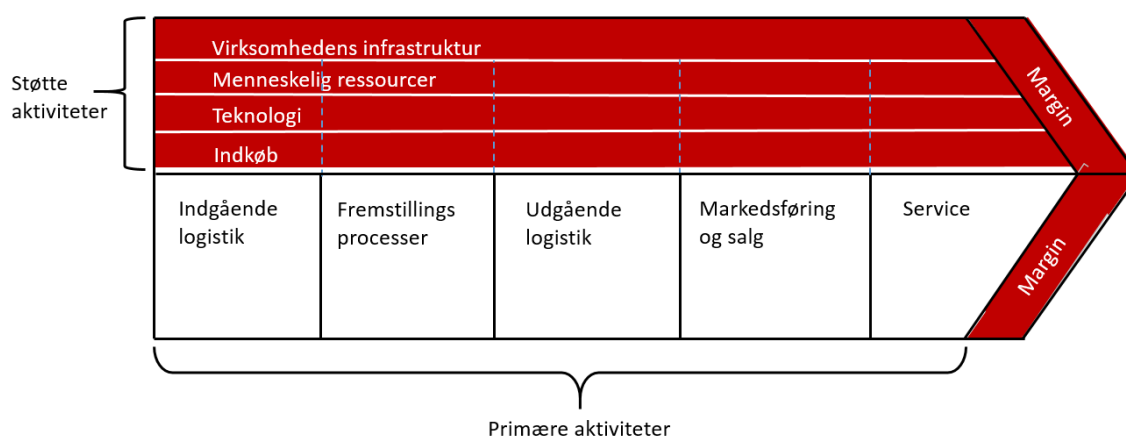 Virksomhedens infrastruktur
Støtte
aktiviteter
Menneskelig ressourcer
Teknologi
Indkøb
Margin
Indgående
logistik
Fremstillings
processer
Udgående
logistik
Markedsføring
og salg
Service
Margin
Primære aktiviteter